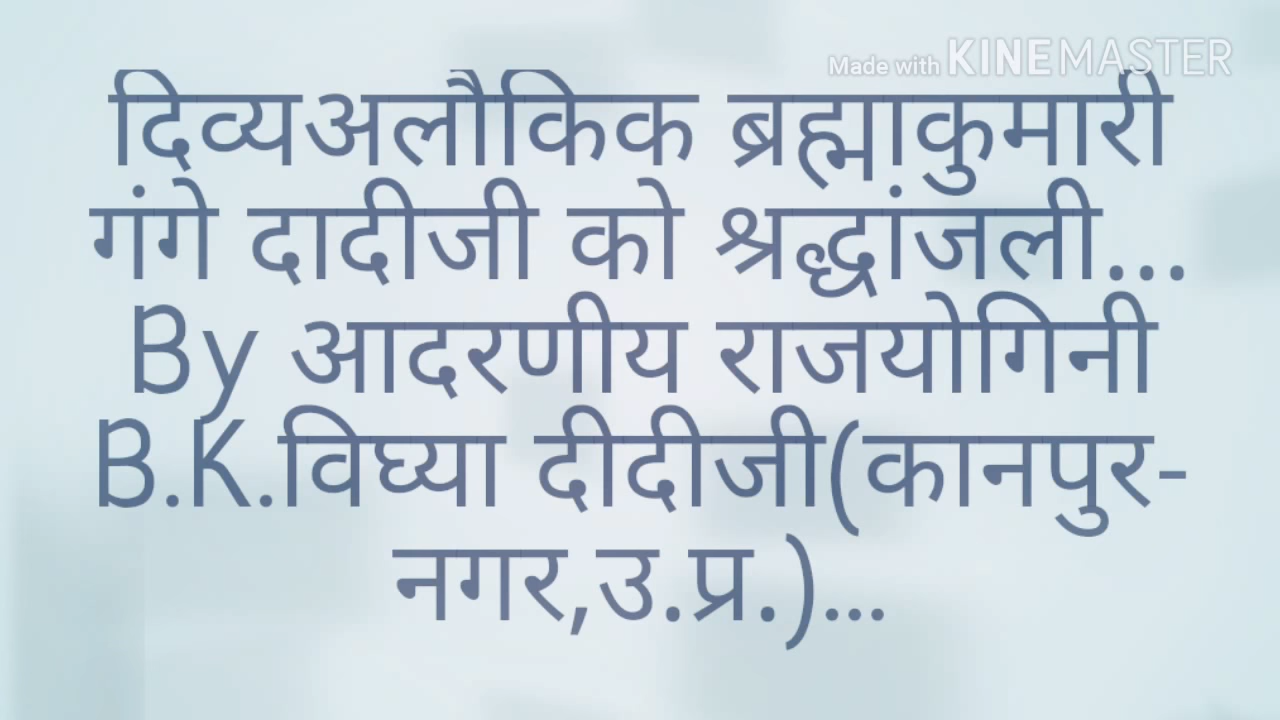 Made with KINEMASTER
दिव्यअलौकिक ब्रह्माकुमारी
गंगे दादीजी को श्रद्धांजली...
By आदरणीय राजयोगिनी
B.K.विघ्या दीदीजी(कानपुर-
नगर,उ.प्र.)...